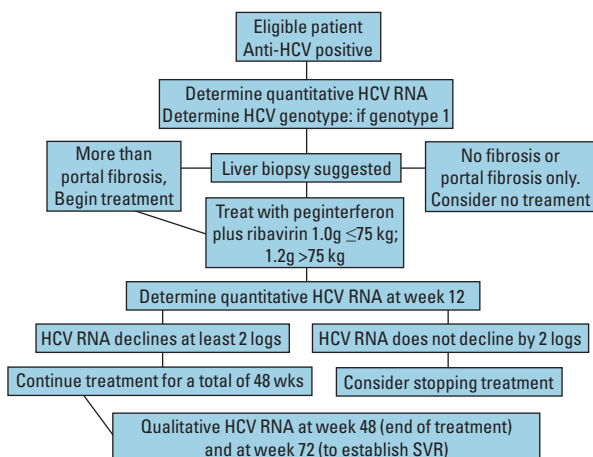 Eligible patient
Anti-HCV positive
Determine quantitative HCV RNA
Determine HCV genotype: if genotype 1
More than
portal fibrosis,
Begin treatment
Liver biopsy suggested
No fibrosis or
portal fibrosis only.
Consider no treament
Treat with peginterferon
plus ribavirin 1.0g ≤75 kg;
1.2g >75 kg
Determine quantitative HCV RNA at week 12
HCV RNA declines at least 2 logs
HCV RNA does not decline by 2 logs
Continue treatment for a total of 48 wks
Consider stopping treatment
Qualitative HCV RNA at week 48 (end of treatment)
and at week 72 (to establish SVR)